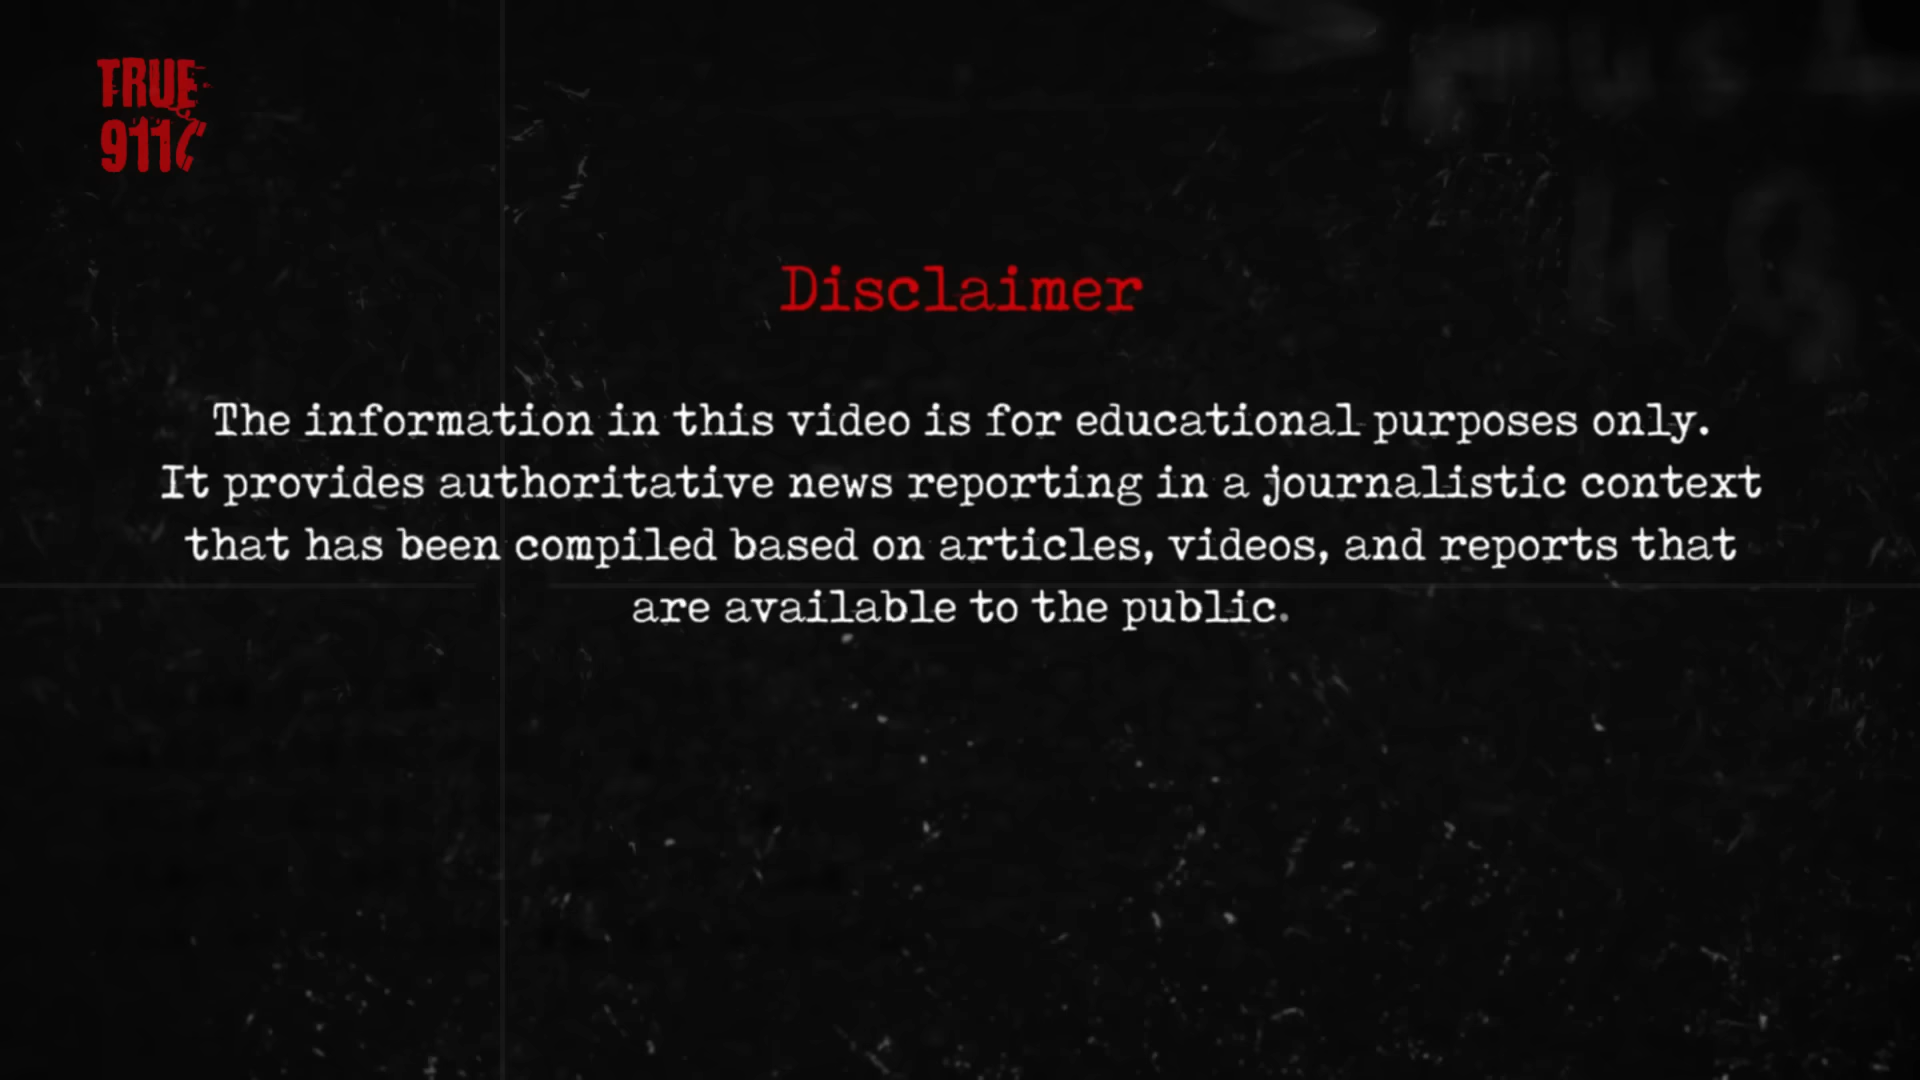 TRUE
911
Disclaimer
The information in this video is for educational purposes only.
It provides authoritative news reporting in a journalistic context
that has been compiled based on articles, videos, and reports that
are available to the public.